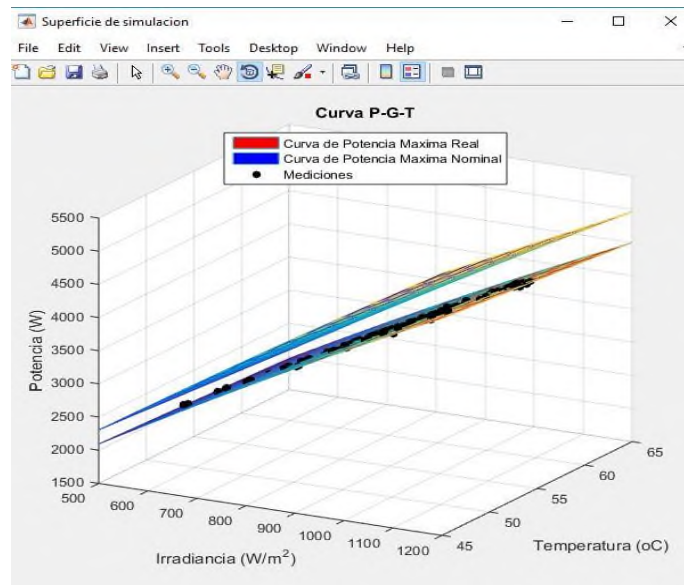 Superficie de simulacion
File Edit View Insert Tools Desktop Window Help
Curva P-G-T
Curva de Potencia Maxima Real
Curva de Potencia Maxima Nominal
Mediciones
5500
5000
4500
4000
3500
3000
2500
2000
1500
Potencia (W)
500
600
700
800
900
1000
1100
1200
Irradiancia (W/m²)
45
50
55
60
65
Temperatura (oC)